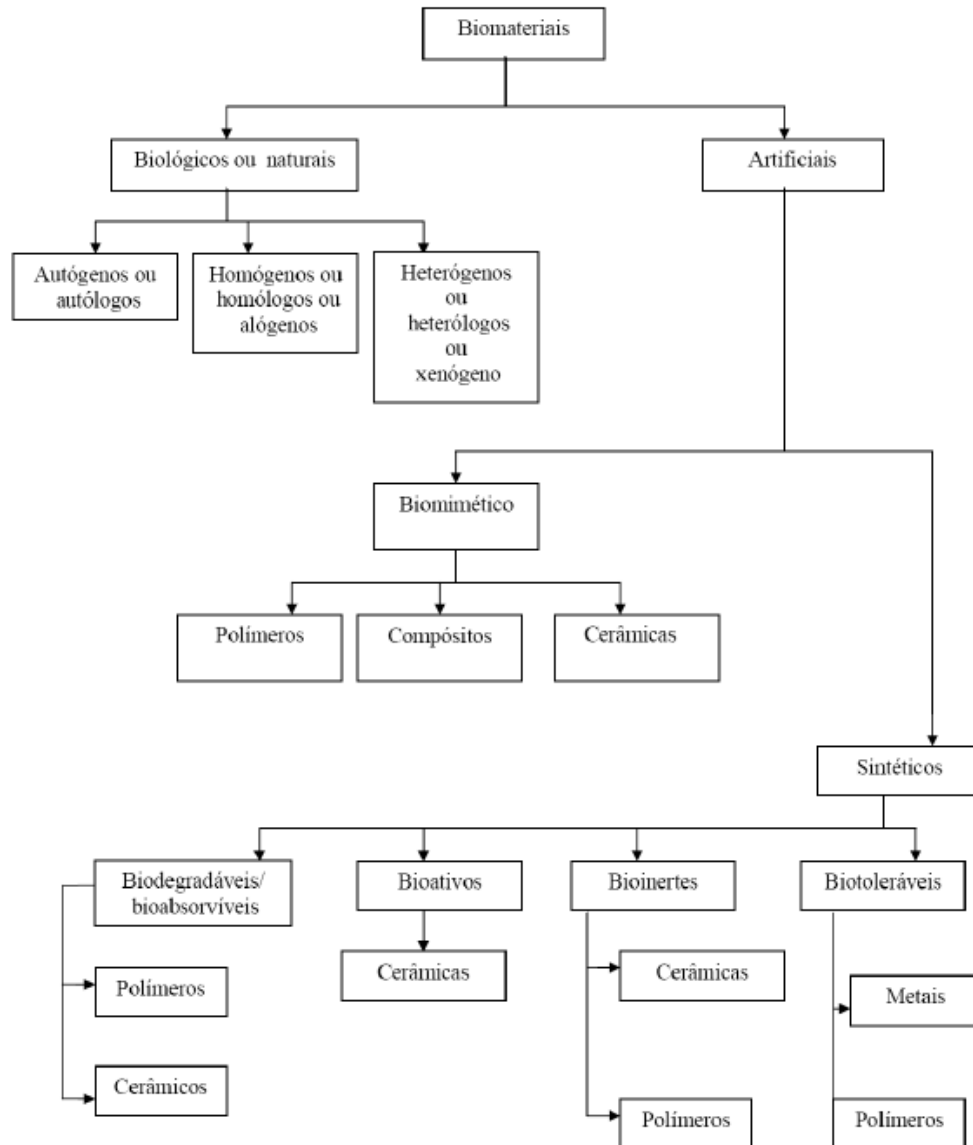 Biomateriais
Biológicos ou naturais
Artificiais
Autógenos ou
autólogos
Homógenos ou
homólogos ou
alógenos
Heterógenos
ou
heterólogos
ou
xenógeno
Biomimético
Polímeros
Compósitos
Cerâmicas
Sintéticos
Biodegradáveis/
bioabsorvíveis
Bioativos
Bioinertes
Biotoleráveis
Cerâmicas
Cerâmicas
Polímeros
Metais
Cerâmicos
Polímeros
Polímeros